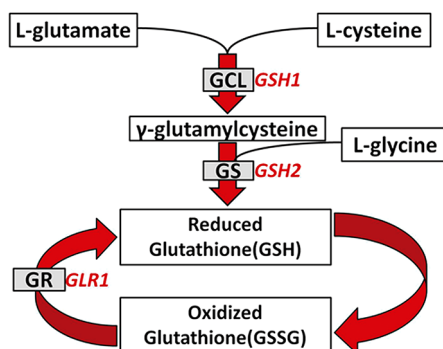 L-glutamate
L-cysteine
GCL GSH1
γ-glutamylcysteine
L-glycine
GS GSH2
Reduced
Glutathione(GSH)
GR GLR1
Oxidized
Glutathione(GSSG)